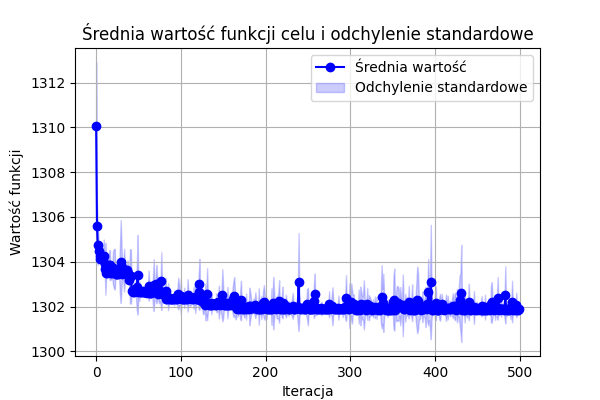 Średnia wartość funkcji celu i odchylenie standardowe
Średnia wartość
Odchylenie standardowe
1312
1310
1308
1306
1304
1302
1300
Wartość funkcji
0 100 200 300 400 500
Iteracja